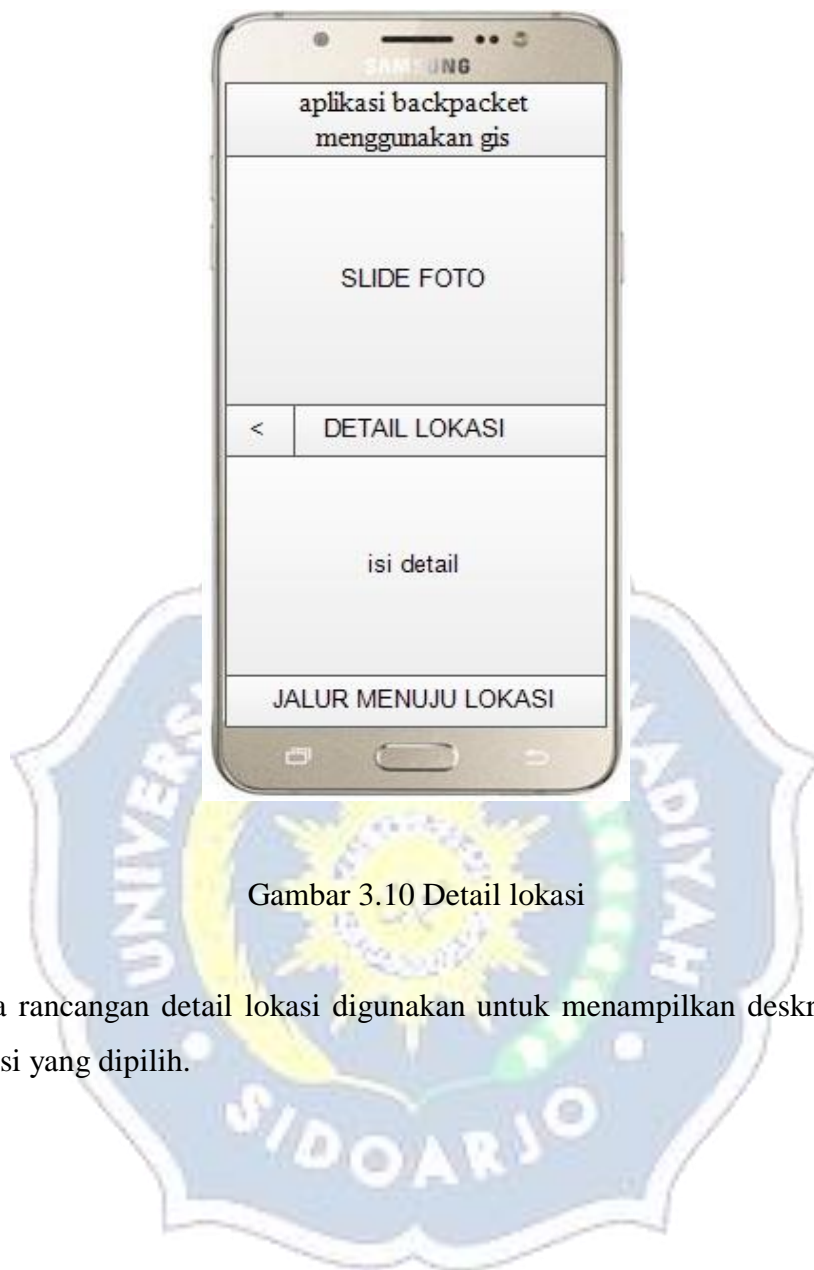 SAMSUNG
aplikasi backpacket
menggunakan gis
SLIDE FOTO
< DETAIL LOKASI
isi detail
JALUR MENUJU LOKASI
Gambar 3.10 Detail lokasi
a rancangan detail lokasi digunakan untuk menampilkan deskr
si yang dipilih.
SIDOARJO